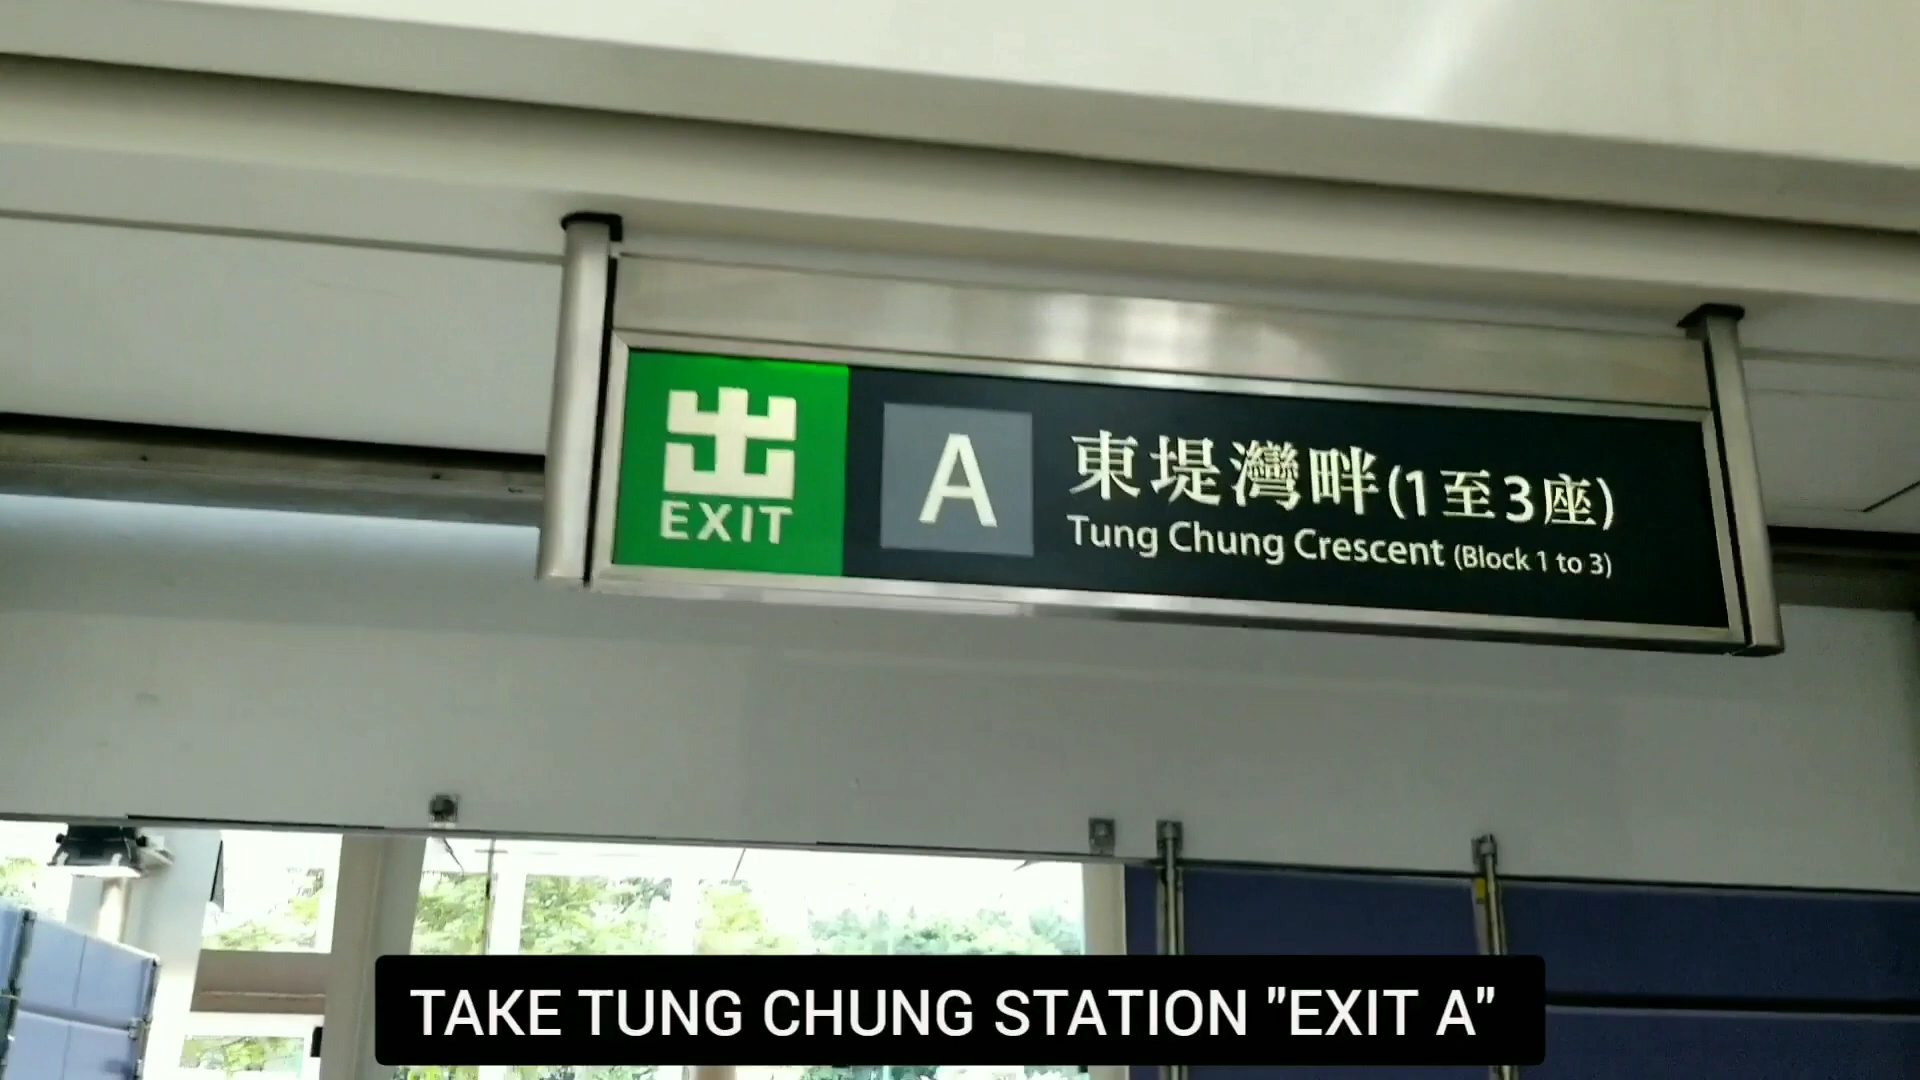 出
EXIT
A
東堤灣畔(1至3座)
Tung Chung Crescent (Block 1 to 3)
TAKE TUNG CHUNG STATION "EXIT A"